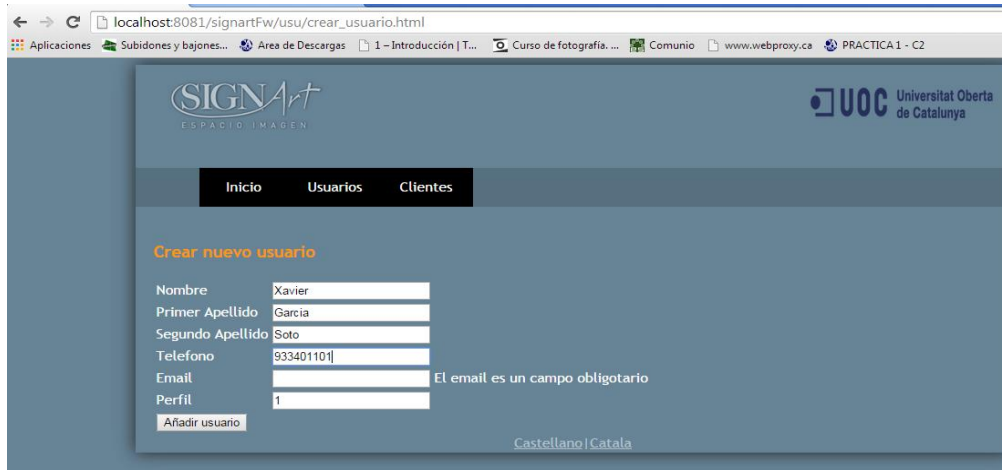 localhost:8081/signartFw/usu/crear_usuario.html
Aplicaciones Subidones y bajones... Area de Descargas 1 – Introducción | T... Curso de fotografía. ... Comunio www.webproxy.ca PRACTICA 1 - C2
SIGNArt
ESPACIO IMAGEN
UOC Universitat Oberta
de Catalunya
Inicio Usuarios Clientes
Crear nuevo usuario
Nombre Xavier
Primer Apellido Garcia
Segundo Apellido Soto
Telefono 933401101
Email El email es un campo obligotario
Perfil 1
Añadir usuario
Castellano|Catala